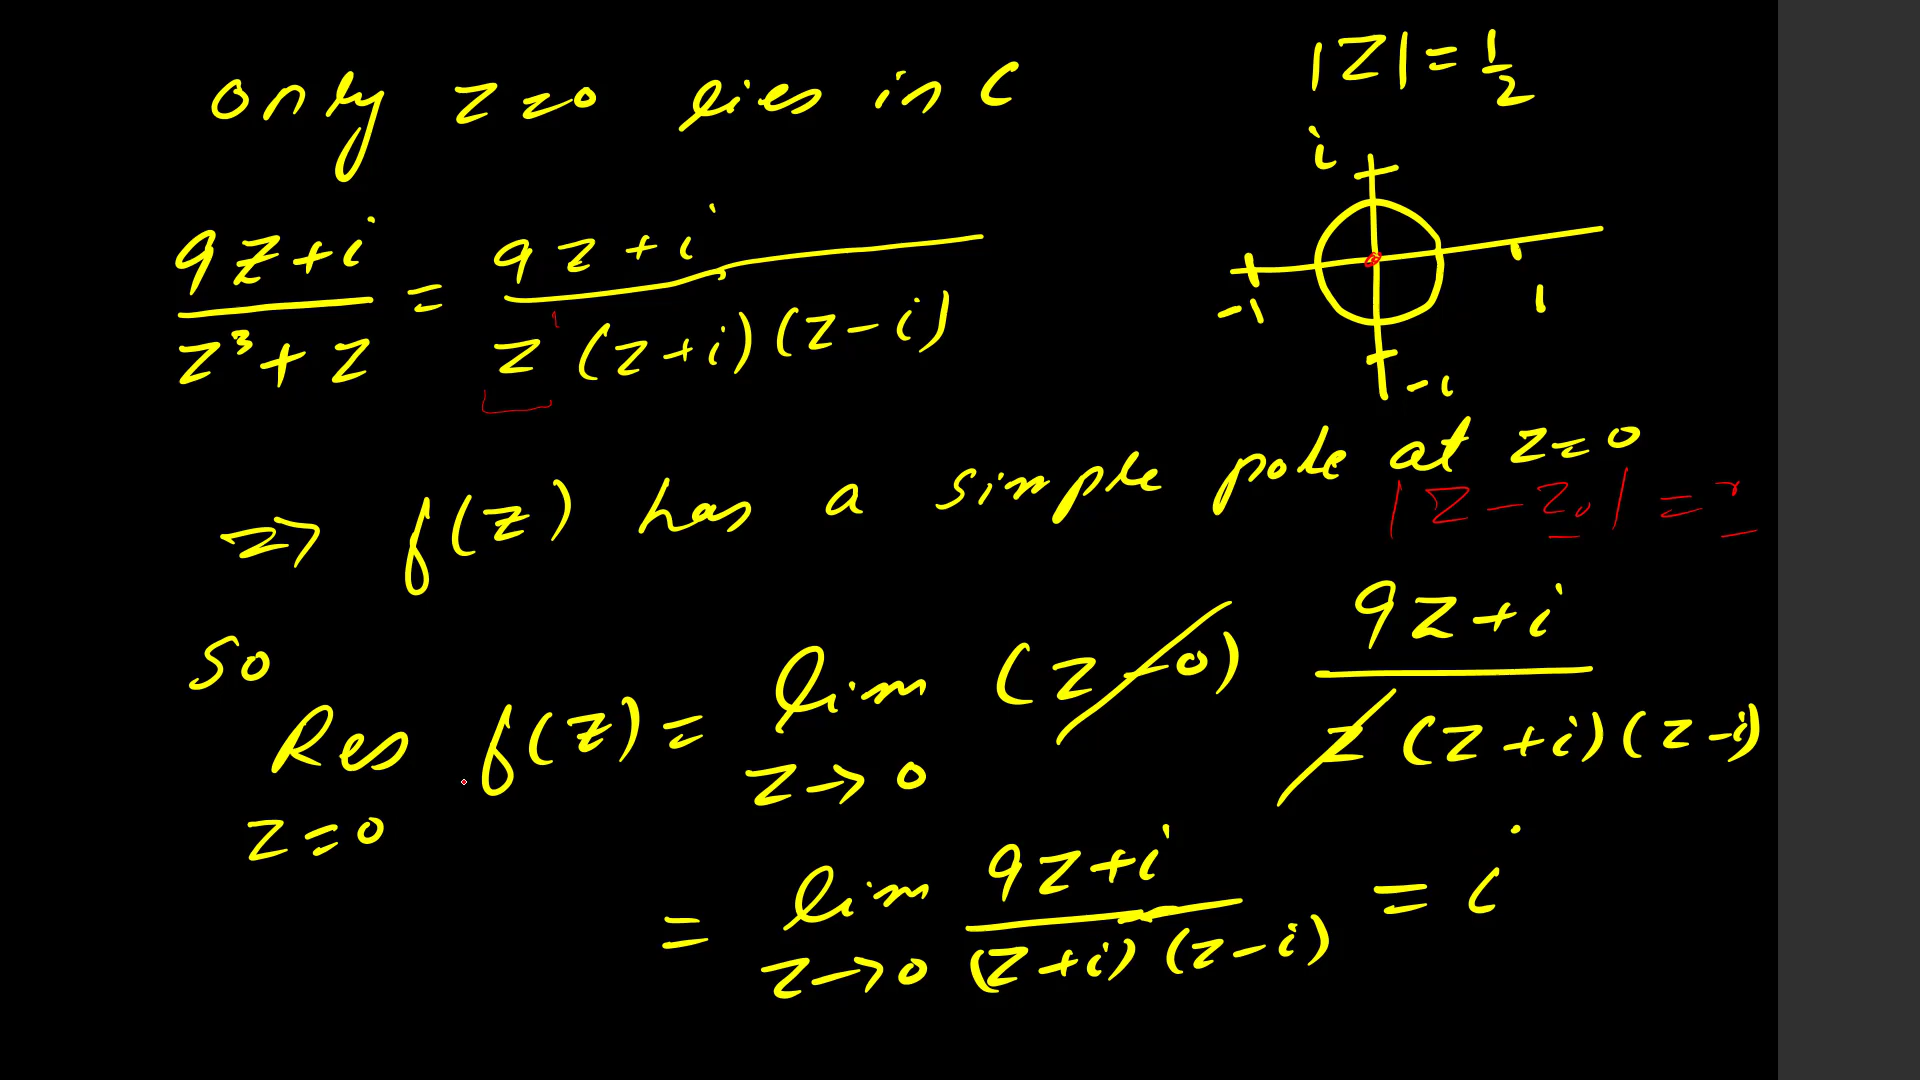 only z=0 lies in C
|z| = 1/2
i
-1
1
-i
(9z+i)/(z³+z) = (9z+i)/(z¹(z+i)(z-i))
⇒ f(z) has a simple pole at z=0
|z-z₀| = r
so
Res f(z) = lim (z-0) (9z+i)/(z(z+i)(z-i))
z=0 z→0
= lim (9z+i)/((z+i)(z-i)) = i
z→0